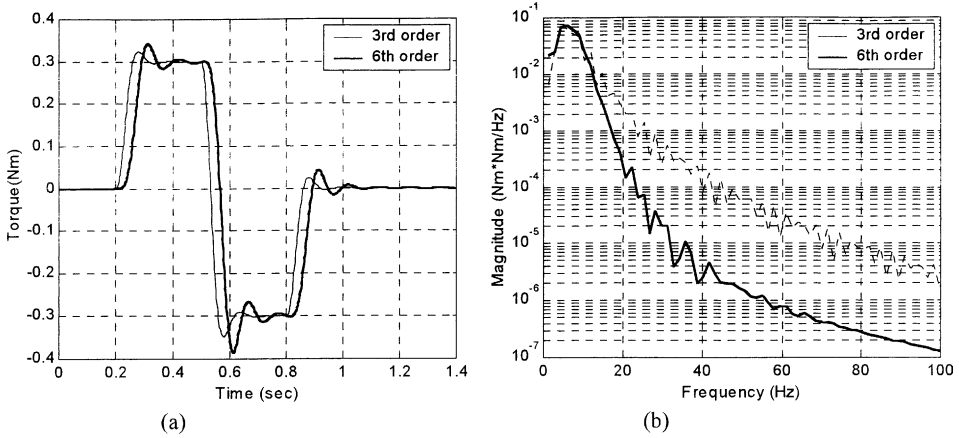 0.4
0.3
0.2
0.1
0
-0.1
-0.2
-0.3
-0.4
Torque (Nm)
3rd order
6th order
0 0.2 0.4 0.6 0.8 1 1.2 1.4
Time (sec)
(a)
10-1
10-2
10-3
10-4
10-5
10-6
10-7
Magnitude (Nm*Nm/Hz)
3rd order
6th order
0 20 40 60 80 100
Frequency (Hz)
(b)